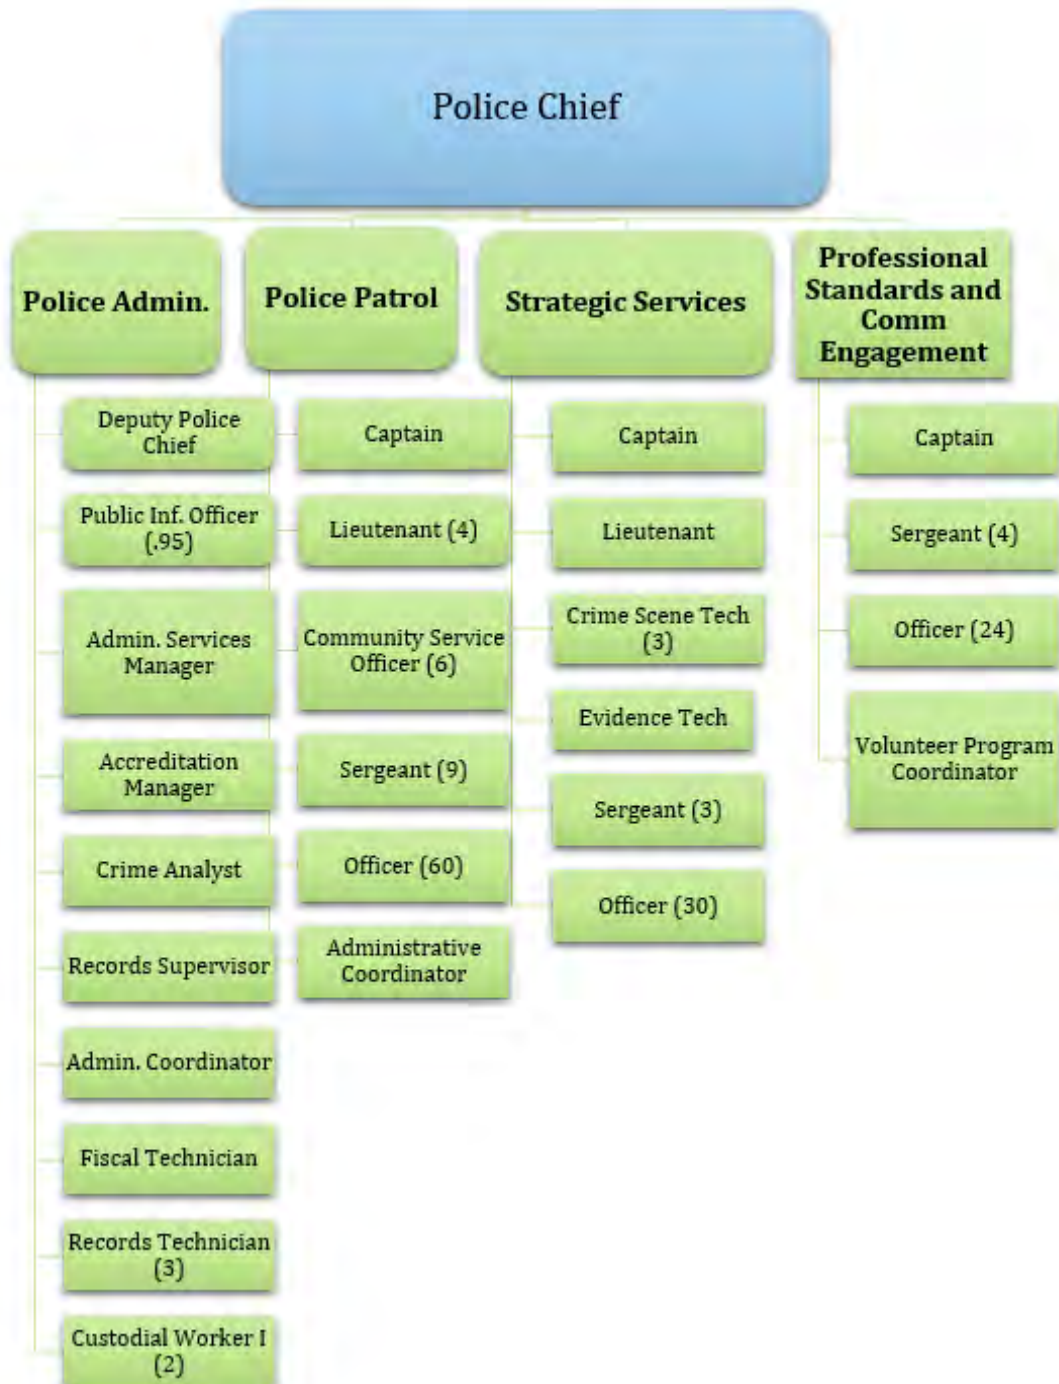 Police Chief
Police Admin.
Deputy Police
Chief
Public Inf. Officer
(.95)
Admin. Services
Manager
Accreditation
Manager
Crime Analyst
Records Supervisor
Admin. Coordinator
Fiscal Technician
Records Technician
(3)
Custodial Worker I
(2)
Police Patrol
Captain
Lieutenant (4)
Community Service
Officer (6)
Sergeant (9)
Officer (60)
Administrative
Coordinator
Strategic Services
Captain
Lieutenant
Crime Scene Tech
(3)
Evidence Tech
Sergeant (3)
Officer (30)
Professional
Standards and
Comm
Engagement
Captain
Sergeant (4)
Officer (24)
Volunteer Program
Coordinator